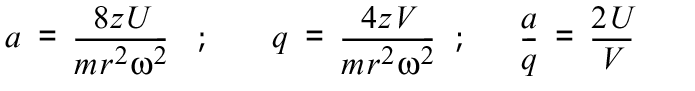 a = 8zU / mr²ω² ; q = 4zV / mr²ω² ; a/q = 2U/V